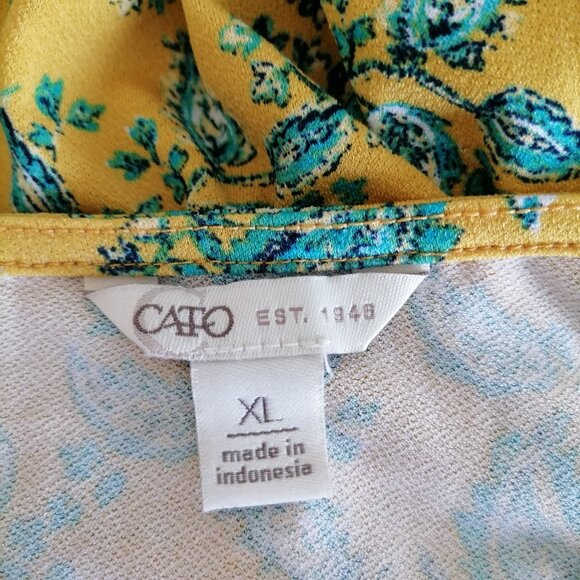 CATO EST. 1946
XL
made in
indonesia